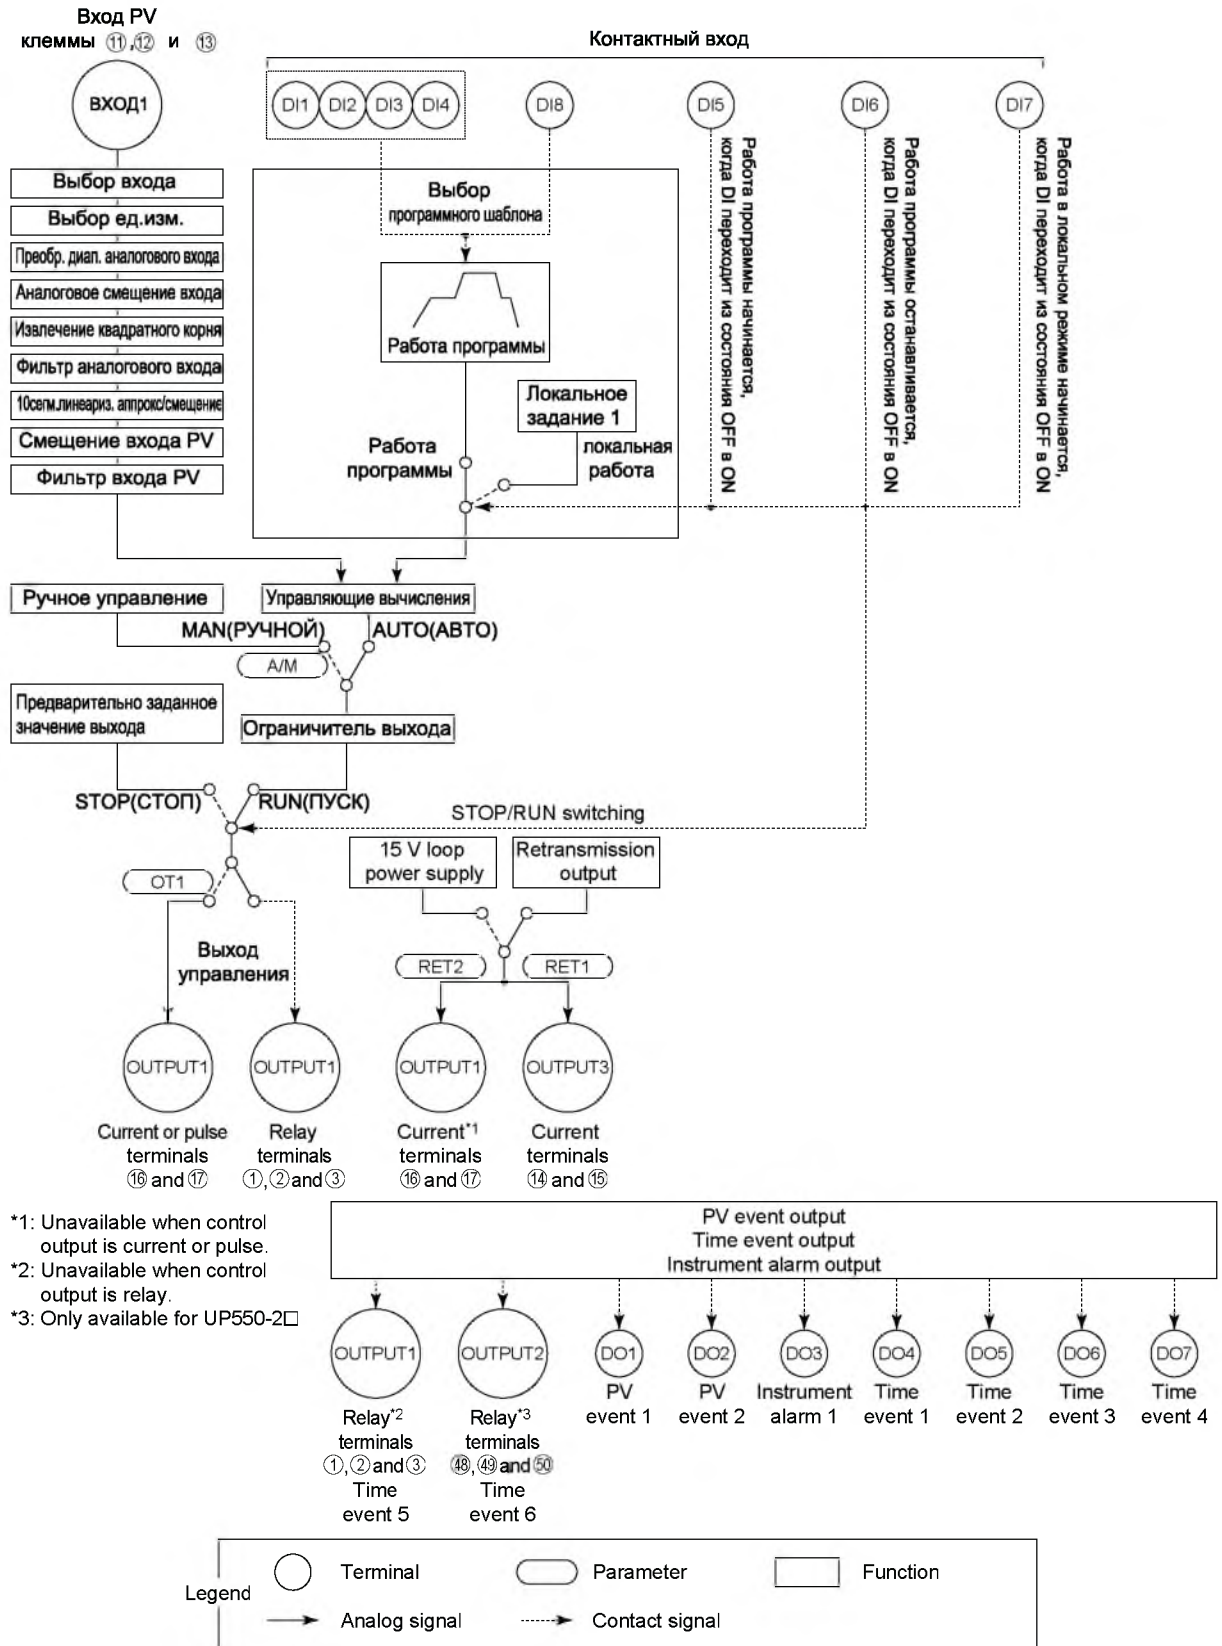 Вход PV
клеммы ⑪,⑫ и ⑬
Контактный вход
ВХОД1
DI1
DI2
DI3
DI4
DI8
DI5
DI6
DI7
Работа программы начинается,
когда DI переходит из состояния OFF в ON
Работа программы останавливается,
когда DI переходит из состояния OFF в ON
Работа в локальном режиме начинается,
когда DI переходит из состояния OFF в ON
Выбор входа
Выбор ед.изм.
Преобр. диап. аналогового входа
Аналоговое смещение входа
Извлечение квадратного корня
Фильтр аналогового входа
10сегм.линеариз. аппрокс/смещение
Смещение входа PV
Фильтр входа PV
Выбор
программного шаблона
Работа программы
Локальное
задание 1
Работа
программы
локальная
работа
Ручное управление
Управляющие вычисления
MAN(РУЧНОЙ)
AUTO(АВТО)
A/M
Предварительно заданное
значение выхода
Ограничитель выхода
STOP(СТОП)
RUN(ПУСК)
STOP/RUN switching
15 V loop
power supply
Retransmission
output
OT1
Выход
управления
RET2
RET1
OUTPUT1
OUTPUT1
OUTPUT1
OUTPUT3
Current or pulse
terminals
⑯ and ⑰
Relay
terminals
①,② and ③
Current*1
terminals
⑯ and ⑰
Current
terminals
⑭ and ⑮
*1: Unavailable when control
output is current or pulse.
*2: Unavailable when control
output is relay.
*3: Only available for UP550-2□
PV event output
Time event output
Instrument alarm output
OUTPUT1
OUTPUT2
DO1
DO2
DO3
DO4
DO5
DO6
DO7
Relay*2
terminals
①,② and ③
Time
event 5
Relay*3
terminals
㊽,㊾ and ㊿
Time
event 6
PV
event 1
PV
event 2
Instrument
alarm 1
Time
event 1
Time
event 2
Time
event 3
Time
event 4
Legend
Terminal
Parameter
Function
Analog signal
Contact signal